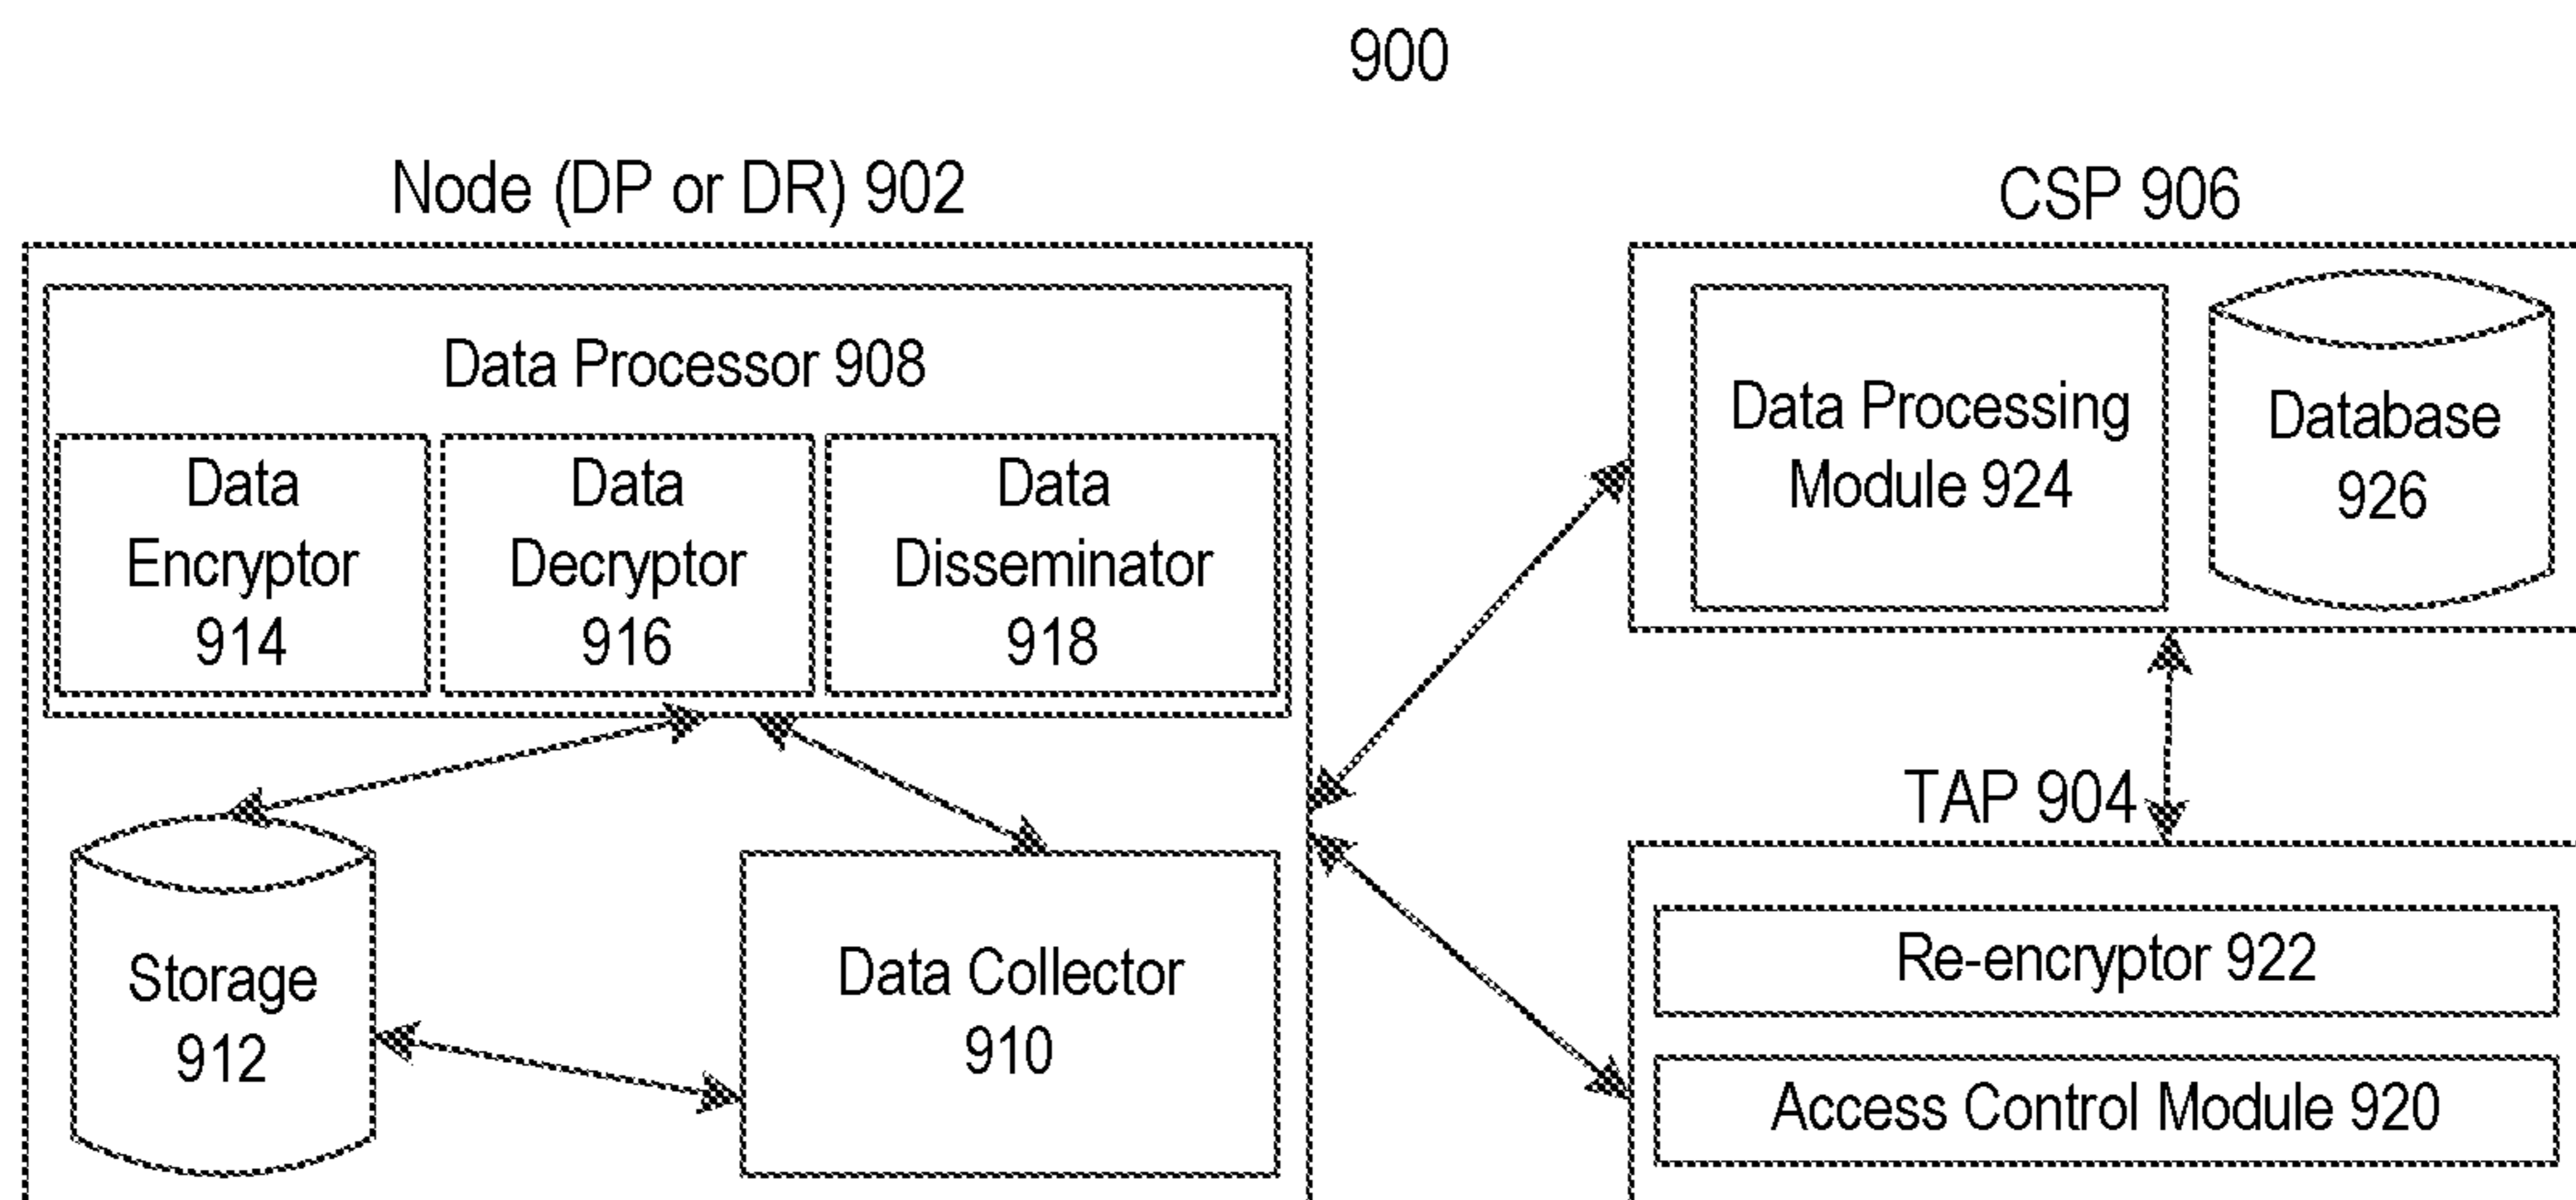 900
Node (DP or DR) 902
Data Processor 908
Data
Encryptor
914
Data
Decryptor
916
Data
Disseminator
918
Storage
912
Data Collector
910
CSP 906
Data Processing
Module 924
Database
926
TAP 904
Re-encryptor 922
Access Control Module 920